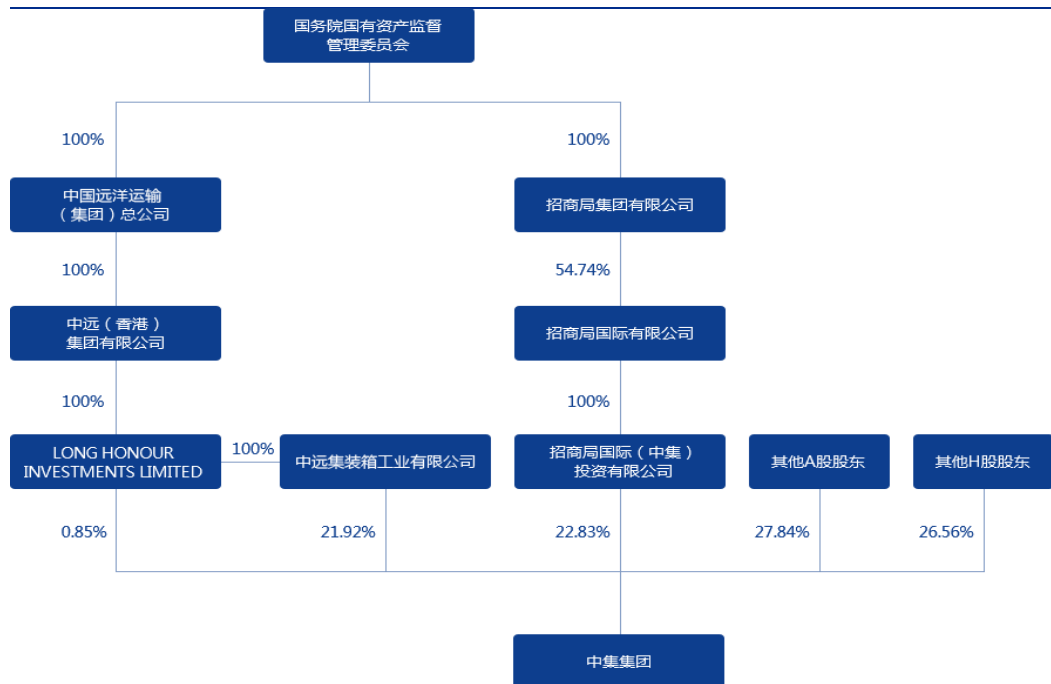 国务院国有资产监督
管理委员会
100%
100%
中国远洋运输
（集团）总公司
招商局集团有限公司
100%
54.74%
中远（香港）
集团有限公司
招商局国际有限公司
100%
100%
LONG HONOUR
INVESTMENTS LIMITED
100%
中远集装箱工业有限公司
招商局国际（中集）
投资有限公司
其他A股股东
其他H股股东
0.85%
21.92%
22.83%
27.84%
26.56%
中集集团